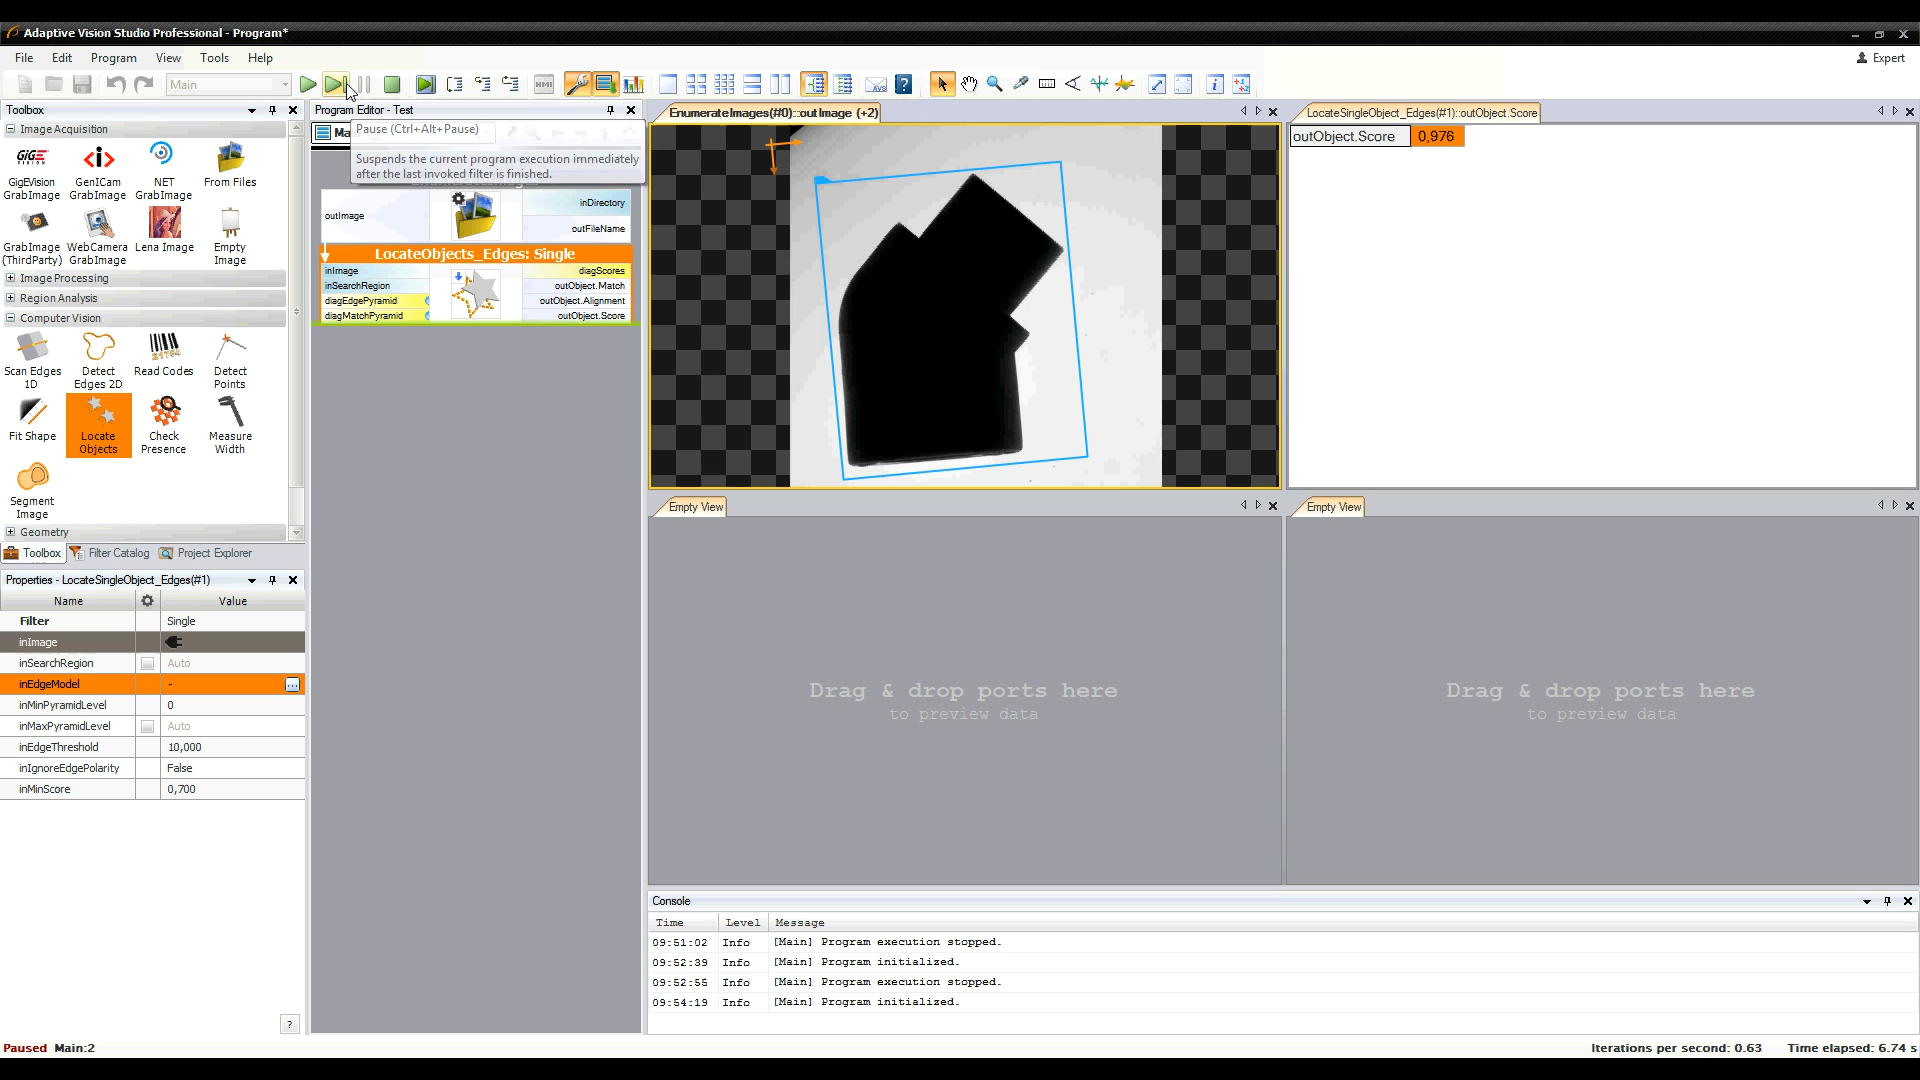 Adaptive Vision Studio Professional - Program*
File Edit Program View Tools Help
Expert
Main
HMI
Toolbox
Image Acquisition
GigEVision GrabImage
GenICam GrabImage
.NET GrabImage
From Files
GrabImage (ThirdParty)
WebCamera GrabImage
Lena Image
Empty Image
Image Processing
Region Analysis
Computer Vision
Scan Edges 1D
Detect Edges 2D
Read Codes
Detect Points
Fit Shape
Locate Objects
Check Presence
Measure Width
Segment Image
Geometry
Toolbox Filter Catalog Project Explorer
Properties - LocateSingleObject_Edges(#1)
Name Value
Filter Single
inImage
inSearchRegion Auto
inEdgeModel - ...
inMinPyramidLevel 0
inMaxPyramidLevel Auto
inEdgeThreshold 10,000
inIgnoreEdgePolarity False
inMinScore 0,700
?
Program Editor - Test
Ma
Pause (Ctrl+Alt+Pause)
Suspends the current program execution immediately
after the last invoked filter is finished.
outImage
inDirectory
outFileName
LocateObjects_Edges: Single
inImage diagScores
inSearchRegion outObject.Match
diagEdgePyramid outObject.Alignment
diagMatchPyramid outObject.Score
EnumerateImages(#0)::outImage (+2)
LocateSingleObject_Edges(#1)::outObject.Score
outObject.Score 0,976
Empty View
Drag & drop ports here
to preview data
Empty View
Drag & drop ports here
to preview data
Console
Time Level Message
09:51:02 Info [Main] Program execution stopped.
09:52:39 Info [Main] Program initialized.
09:52:55 Info [Main] Program execution stopped.
09:54:19 Info [Main] Program initialized.
Paused Main:2
Iterations per second: 0.63 Time elapsed: 6.74 s